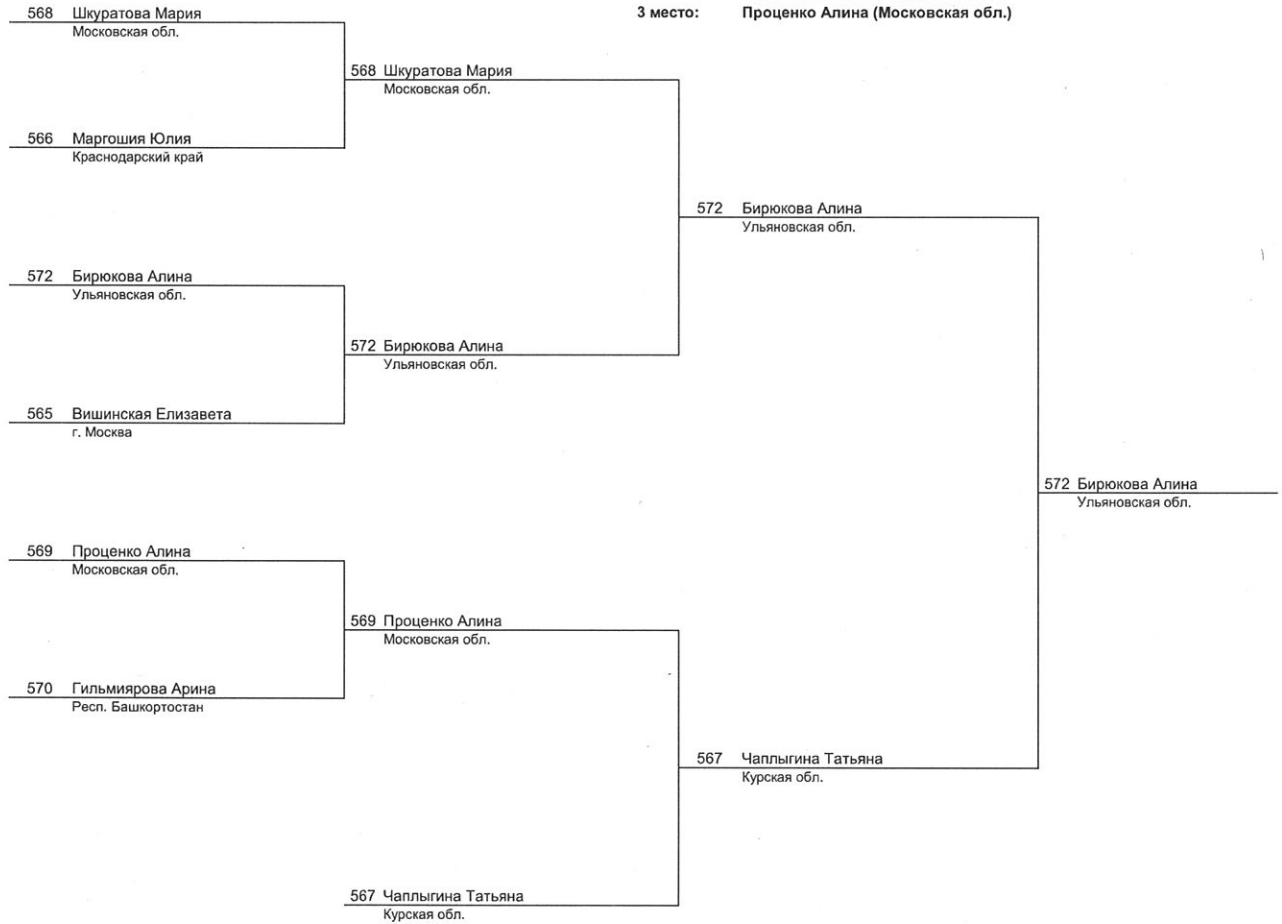 568 Шкуратова Мария
Московская обл.
3 место: Проценко Алина (Московская обл.)
568 Шкуратова Мария
Московская обл.
566 Маргошия Юлия
Краснодарский край
572 Бирюкова Алина
Ульяновская обл.
572 Бирюкова Алина
Ульяновская обл.
572 Бирюкова Алина
Ульяновская обл.
565 Вишинская Елизавета
г. Москва
572 Бирюкова Алина
Ульяновская обл.
569 Проценко Алина
Московская обл.
569 Проценко Алина
Московская обл.
570 Гильмиярова Арина
Респ. Башкортостан
567 Чаплыгина Татьяна
Курская обл.
567 Чаплыгина Татьяна
Курская обл.